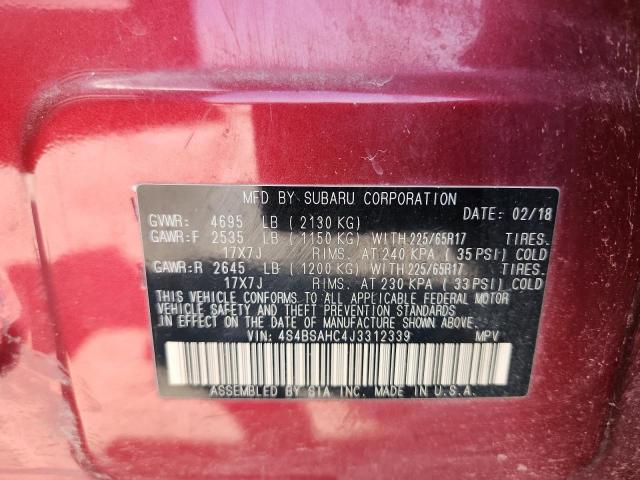 MFD BY SUBARU CORPORATION
GVWR: 4695 LB ( 2130 KG) DATE: 02/18
GAWR:F 2535 LB ( 1150 KG) WITH 225/65R17 TIRES.
17X7J RIMS. AT 240 KPA ( 35 PSI) COLD
GAWR:R 2645 LB ( 1200 KG) WITH 225/65R17 TIRES.
17X7J RIMS. AT 230 KPA ( 33 PSI) COLD
THIS VEHICLE CONFORMS TO ALL APPLICABLE FEDERAL MOTOR
VEHICLE SAFETY AND THEFT PREVENTION STANDARDS IN EFFECT
ON THE DATE OF MANUFACTURE SHOWN ABOVE.
VIN: 4S4BSAHC4J3312339 MPV
ASSEMBLED BY SIA INC. MADE IN U.S.A.